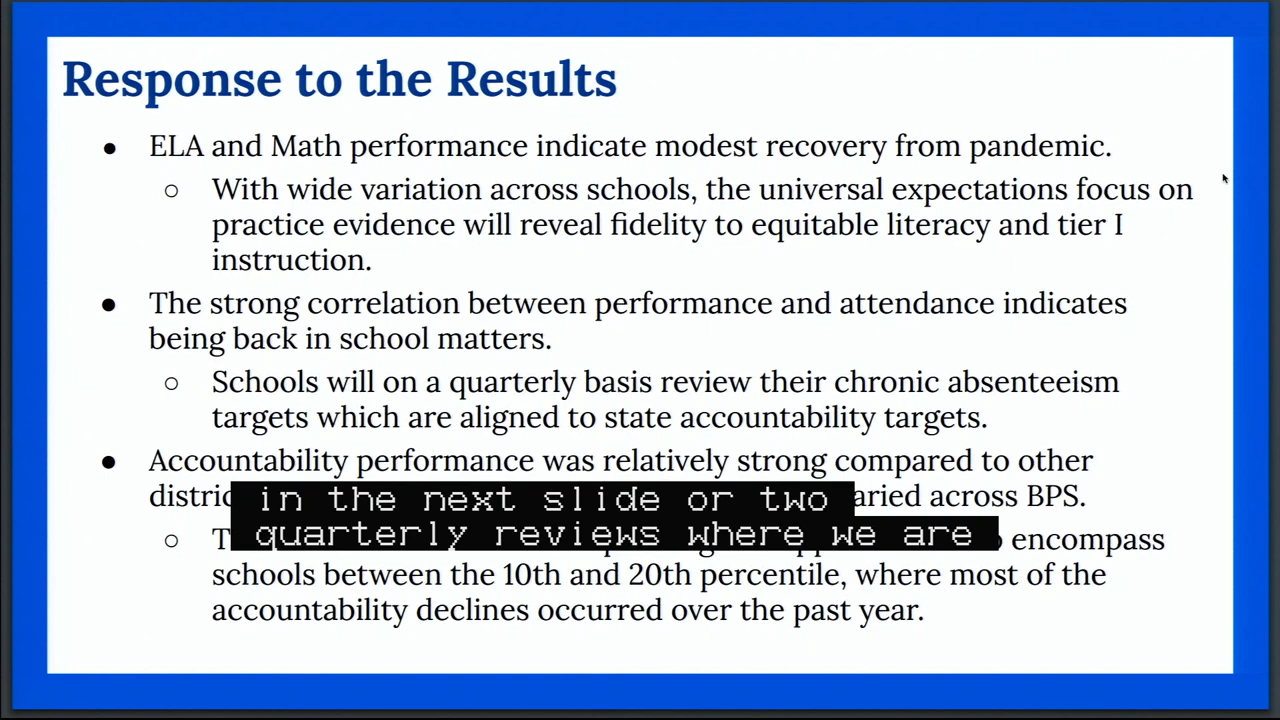 Response to the Results
● ELA and Math performance indicate modest recovery from pandemic.
○ With wide variation across schools, the universal expectations focus on
practice evidence will reveal fidelity to equitable literacy and tier I
instruction.
● The strong correlation between performance and attendance indicates
being back in school matters.
○ Schools will on a quarterly basis review their chronic absenteeism
targets which are aligned to state accountability targets.
● Accountability performance was relatively strong compared to other
across BPS.
in the next slide or two
quarterly reviews where we are
○ encompass
schools between the 10th and 20th percentile, where most of the
accountability declines occurred over the past year.